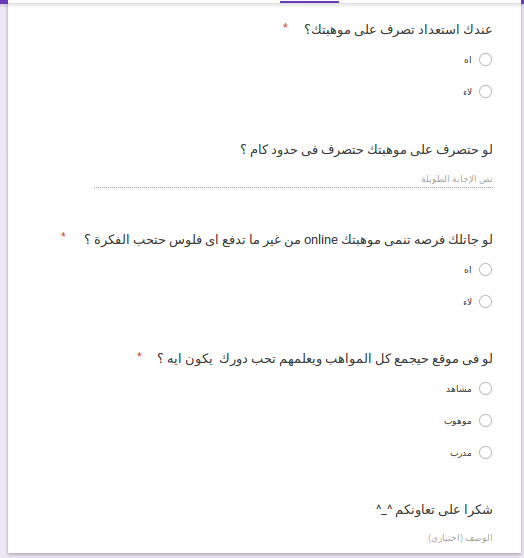 عندك استعداد تصرف على موهبتك؟ *
اه
لاء
لو حتصرف على موهبتك حتصرف فى حدود كام ؟
نص الإجابة الطويلة
لو جاتلك فرصه تنمى موهبتك online من غير ما تدفع اى فلوس حتحب الفكرة ؟ *
اه
لاء
لو فى موقع حيجمع كل المواهب ويعلمهم تحب دورك يكون ايه ؟ *
مشاهد
موهوب
مدرب
شكرا على تعاونكم ^_^
الوصف (اختياري)